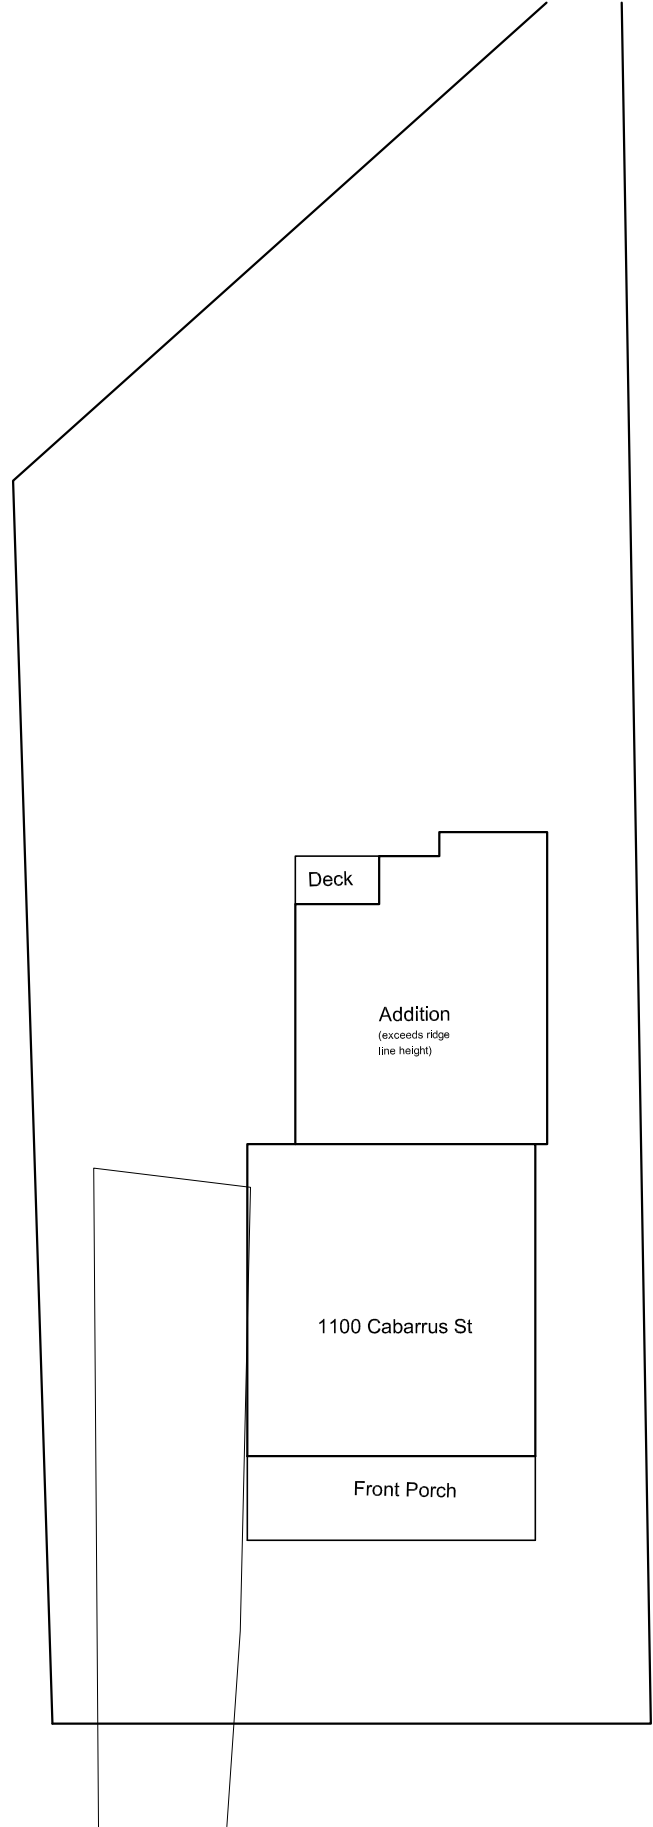 Deck
Addition
(exceeds ridge
line height)
1100 Cabarrus St
Front Porch